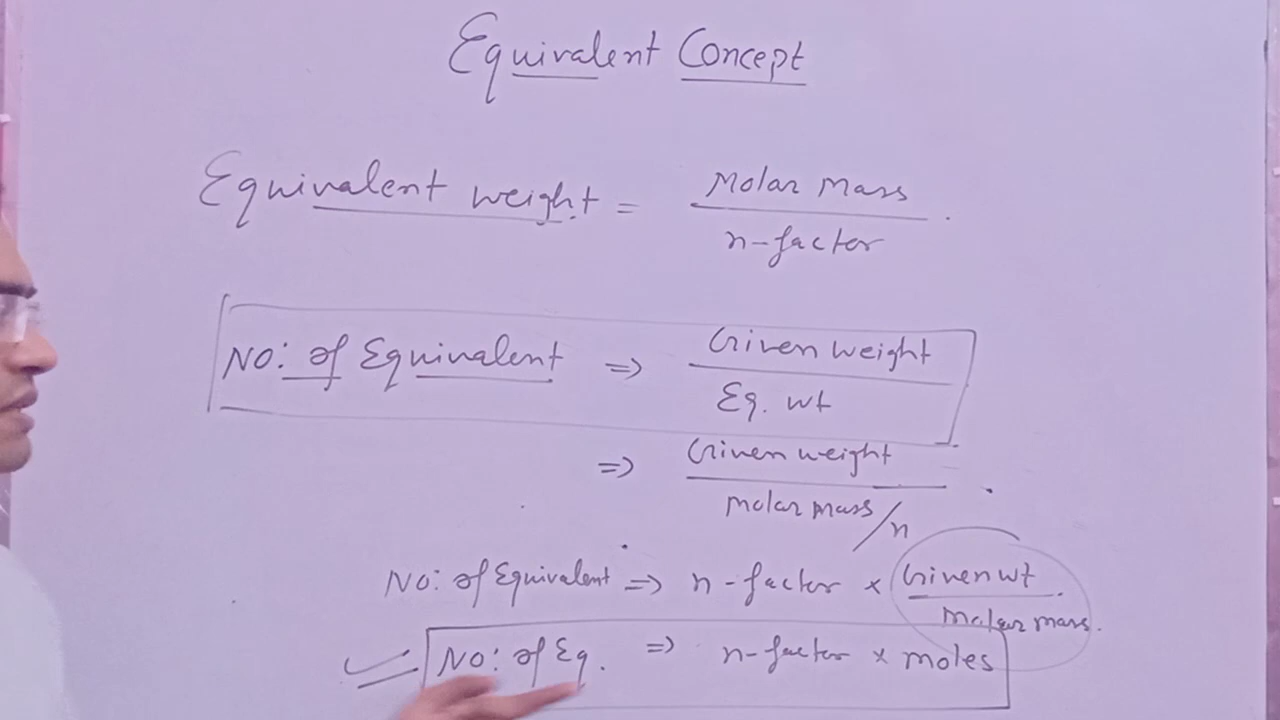 Equivalent Concept
Equivalent weight = Molar Mass / n-factor .
No: of Equivalent => Given weight / Eq. wt
=> Given weight / molar mass/n .
No: of Equivalent => n-factor × Given wt / Molar mass.
No: of Eq. => n-factor × moles